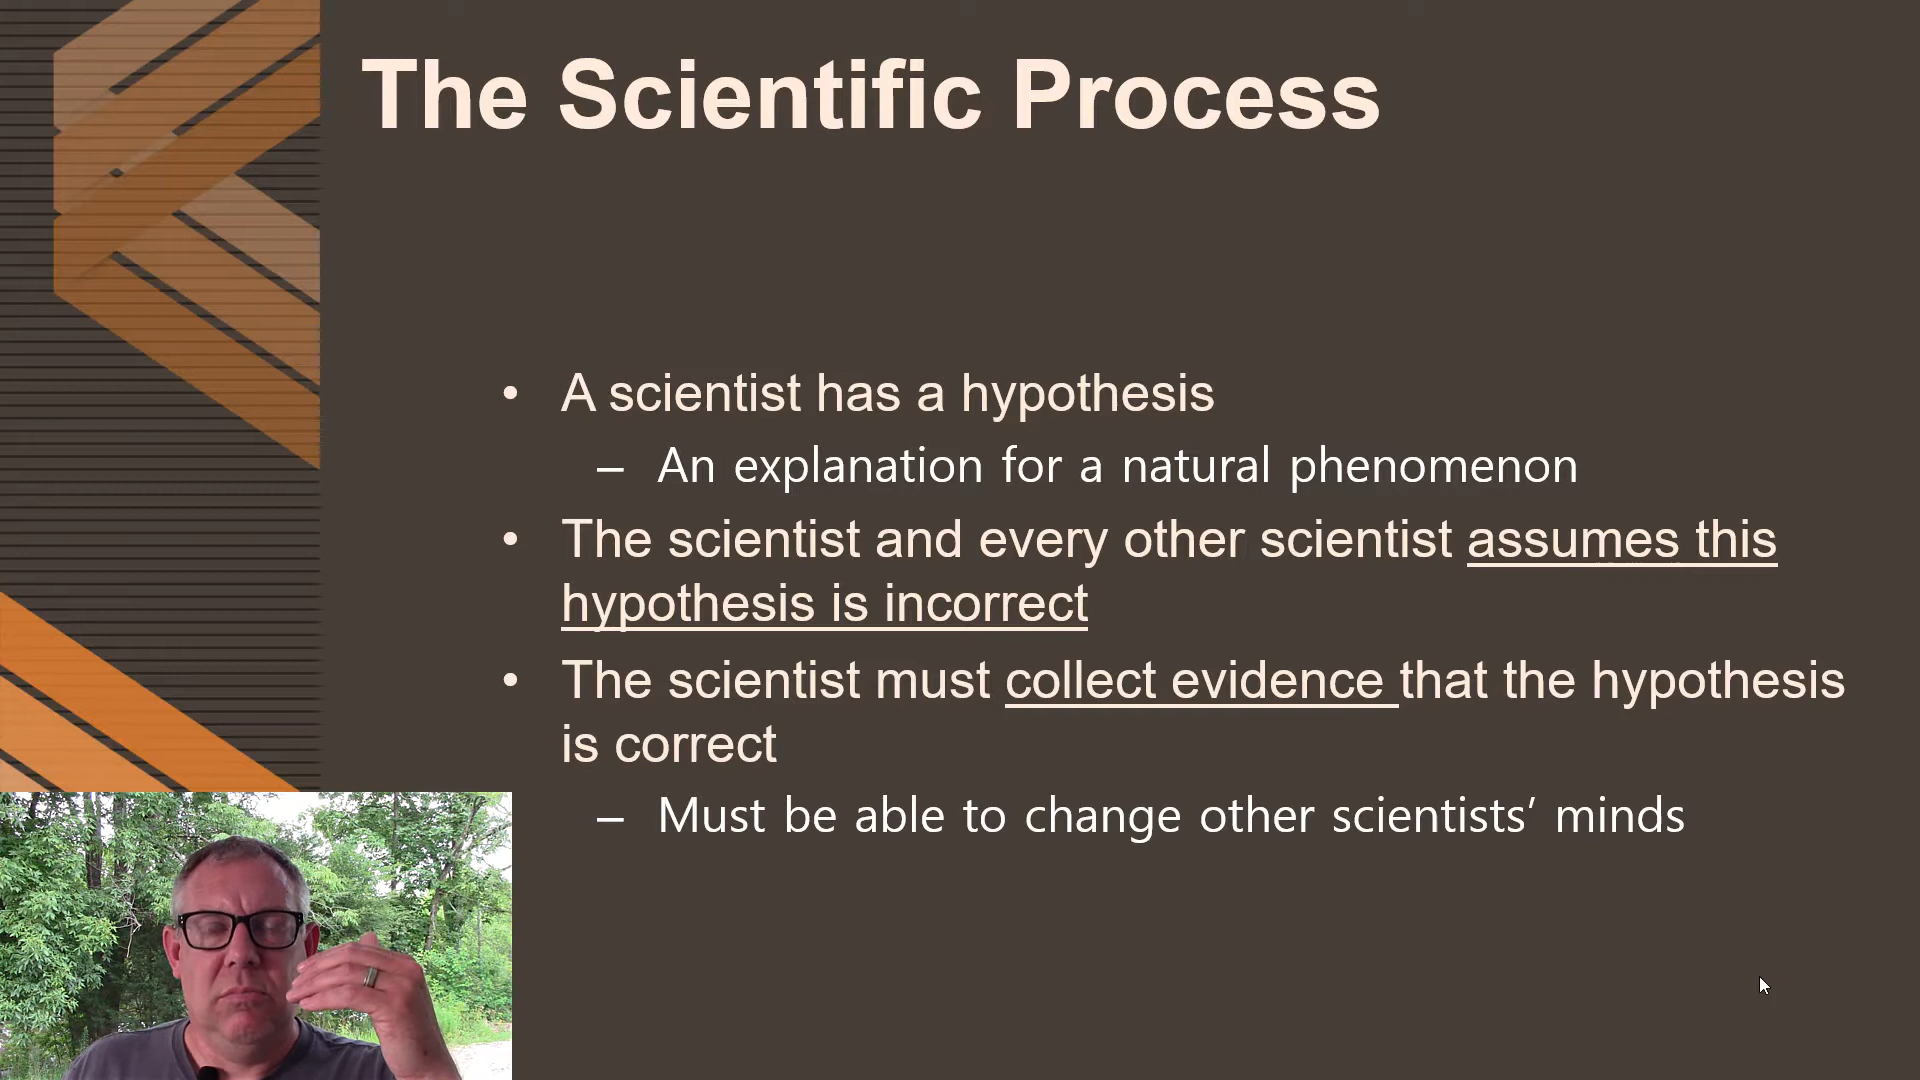 The Scientific Process
• A scientist has a hypothesis
– An explanation for a natural phenomenon
• The scientist and every other scientist assumes this
hypothesis is incorrect
• The scientist must collect evidence that the hypothesis
is correct
– Must be able to change other scientists’ minds